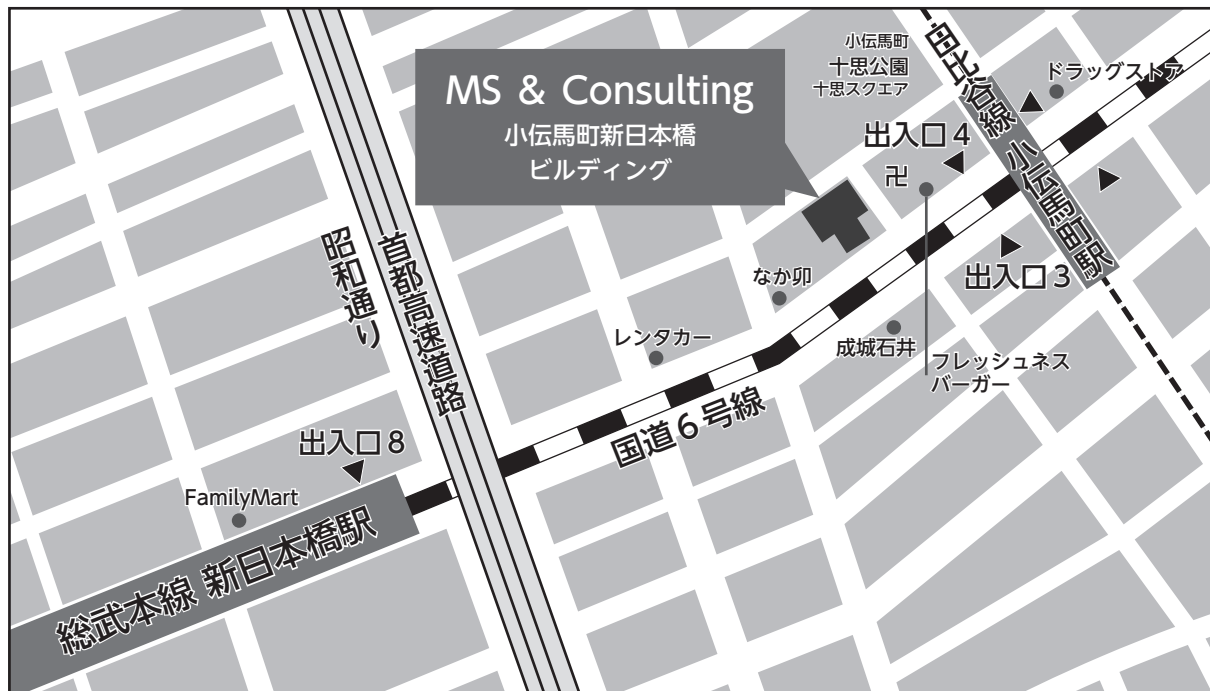 小伝馬町
十思公園
十思スクエア
日比谷線 小伝馬町駅
ドラッグストア
MS & Consulting
小伝馬町新日本橋
ビルディング
出入口4
卍
出入口3
なか卯
成城石井
フレッシュネス
バーガー
レンタカー
昭和通り
首都高速道路
国道6号線
出入口8
FamilyMart
総武本線 新日本橋駅